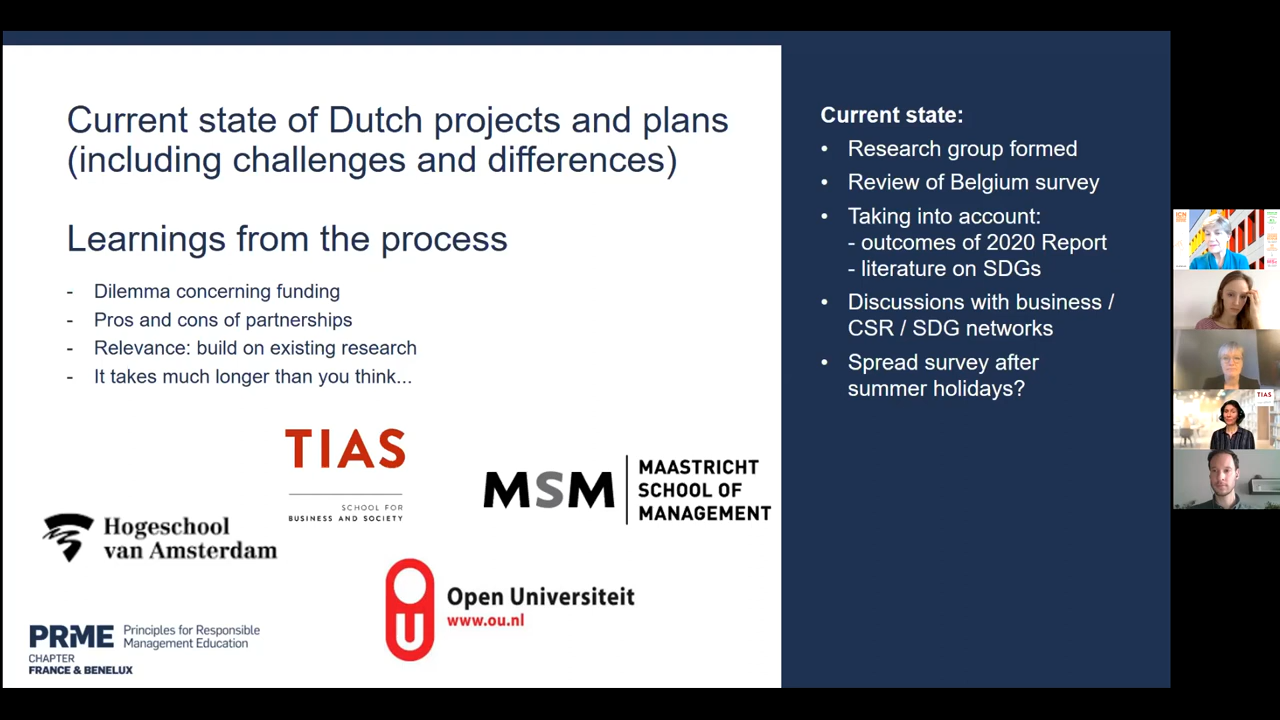 Current state of Dutch projects and plans
(including challenges and differences)
Learnings from the process
- Dilemma concerning funding
- Pros and cons of partnerships
- Relevance: build on existing research
- It takes much longer than you think...
TIAS
SCHOOL FOR
BUSINESS AND SOCIETY
MSM
MAASTRICHT
SCHOOL OF
MANAGEMENT
Hogeschool
van Amsterdam
Open Universiteit
www.ou.nl
PRME
Principles for Responsible
Management Education
CHAPTER
FRANCE & BENELUX
Current state:
• Research group formed
• Review of Belgium survey
• Taking into account:
- outcomes of 2020 Report
- literature on SDGs
• Discussions with business /
CSR / SDG networks
• Spread survey after
summer holidays?
ICN
TIAS